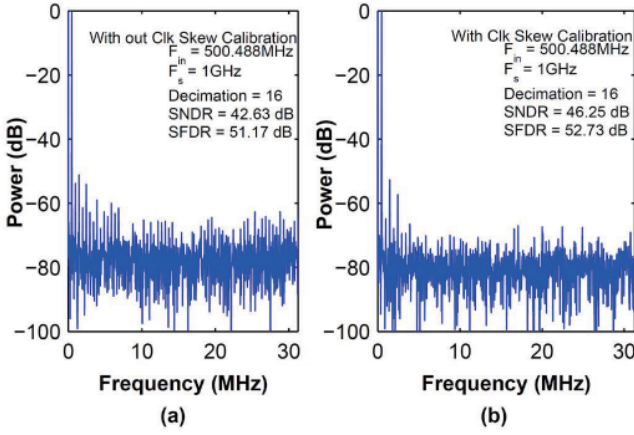 With out Clk Skew Calibration
F_in = 500.488MHz
F_s = 1GHz
Decimation = 16
SNDR = 42.63 dB
SFDR = 51.17 dB
Power (dB)
0
−20
−40
−60
−80
−100
0 10 20 30
Frequency (MHz)
(a)
With Clk Skew Calibration
F_in = 500.488MHz
F_s = 1GHz
Decimation = 16
SNDR = 46.25 dB
SFDR = 52.73 dB
Power (dB)
0
−20
−40
−60
−80
−100
0 10 20 30
Frequency (MHz)
(b)